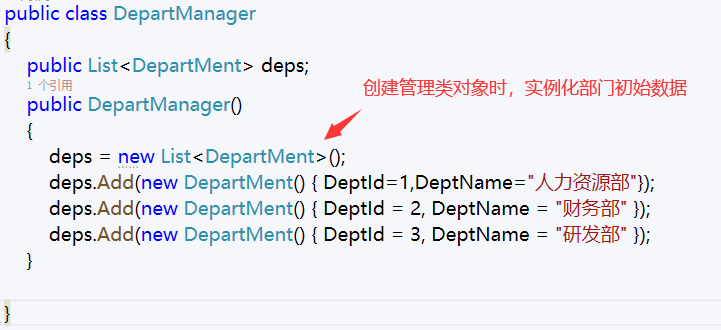 public class DepartManager
{
public List<DepartMent> deps;
1 个引用
public DepartManager()
创建管理类对象时，实例化部门初始数据
{
deps = new List<DepartMent>();
deps.Add(new DepartMent() { DeptId=1,DeptName="人力资源部"});
deps.Add(new DepartMent() { DeptId = 2, DeptName = "财务部" });
deps.Add(new DepartMent() { DeptId = 3, DeptName = "研发部" });
}
}